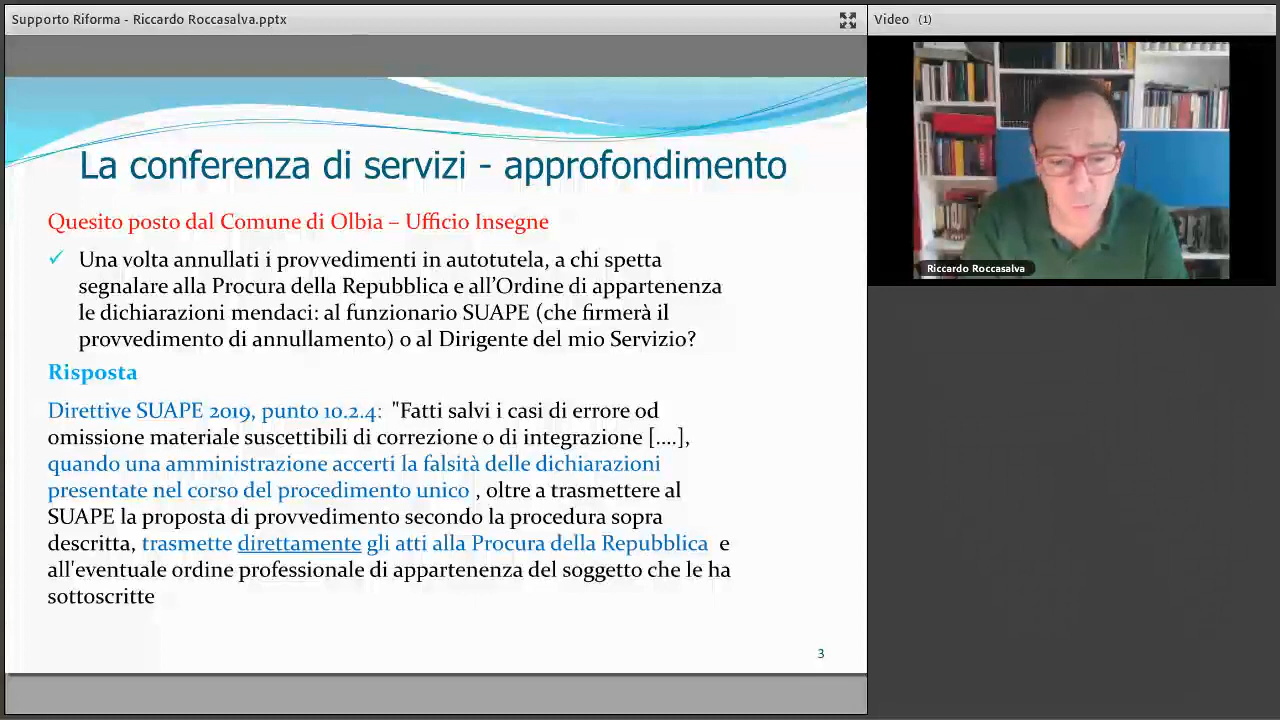 Supporto Riforma - Riccardo Roccasalva.pptx
Video (1)
La conferenza di servizi - approfondimento
Quesito posto dal Comune di Olbia – Ufficio Insegne
✓ Una volta annullati i provvedimenti in autotutela, a chi spetta
segnalare alla Procura della Repubblica e all'Ordine di appartenenza
le dichiarazioni mendaci: al funzionario SUAPE (che firmerà il
provvedimento di annullamento) o al Dirigente del mio Servizio?
Risposta
Direttive SUAPE 2019, punto 10.2.4: "Fatti salvi i casi di errore od
omissione materiale suscettibili di correzione o di integrazione [....],
quando una amministrazione accerti la falsità delle dichiarazioni
presentate nel corso del procedimento unico , oltre a trasmettere al
SUAPE la proposta di provvedimento secondo la procedura sopra
descritta, trasmette direttamente gli atti alla Procura della Repubblica e
all'eventuale ordine professionale di appartenenza del soggetto che le ha
sottoscritte
3
Riccardo Roccasalva